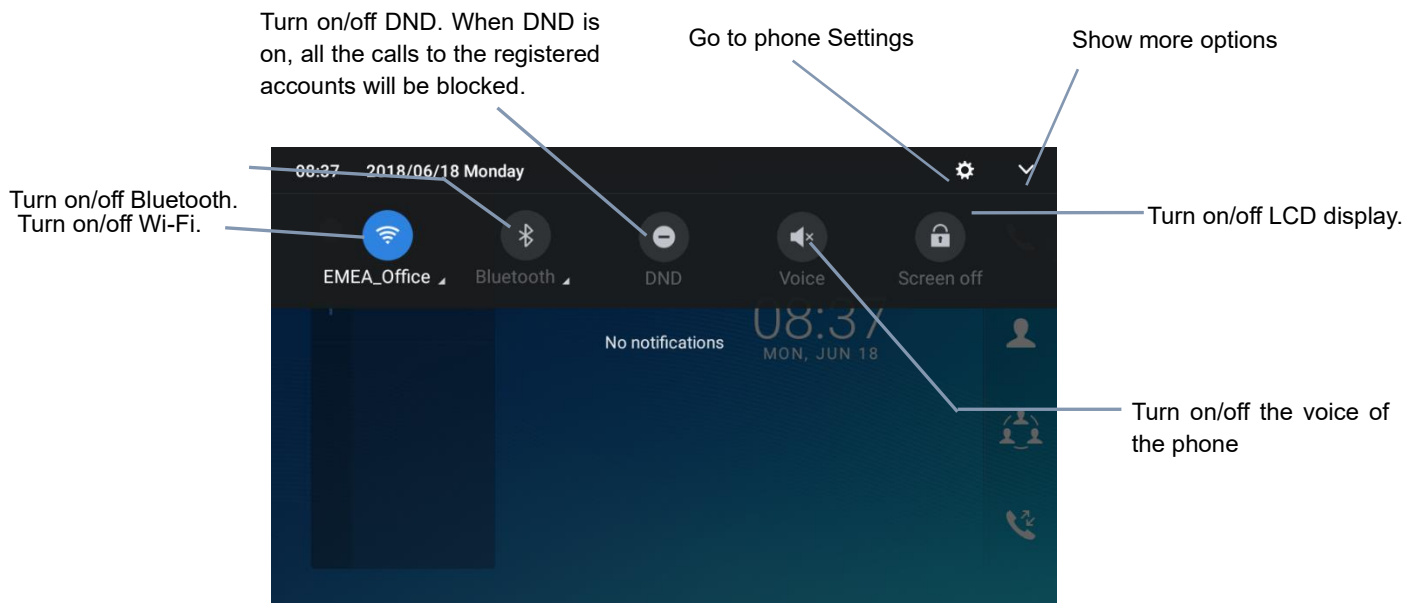 Turn on/off DND. When DND is
on, all the calls to the registered
accounts will be blocked.
Go to phone Settings
Show more options
08:37 2018/06/18 Monday
Turn on/off Bluetooth.
Turn on/off Wi-Fi.
Turn on/off LCD display.
EMEA_Office
Bluetooth
DND
Voice
Screen off
No notifications
08:37
MON, JUN 18
Turn on/off the voice of
the phone